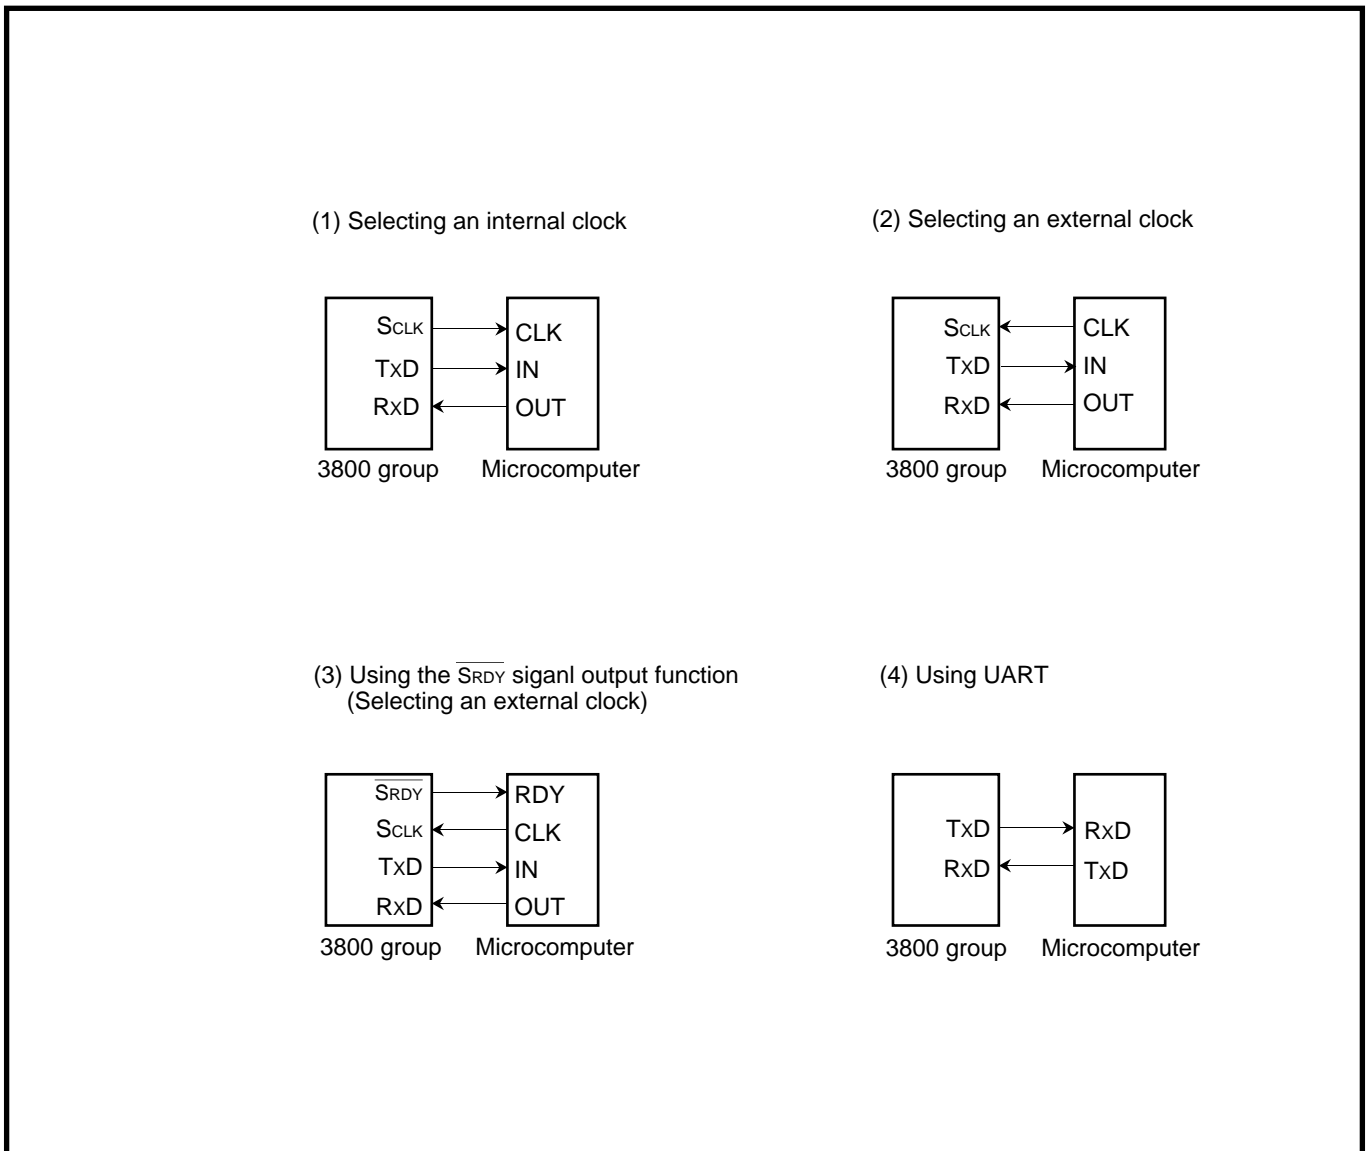 (1) Selecting an internal clock
SCLK CLK
TxD IN
RxD OUT
3800 group Microcomputer
(2) Selecting an external clock
SCLK CLK
TxD IN
RxD OUT
3800 group Microcomputer
(3) Using the SRDY siganl output function
(Selecting an external clock)
SRDY RDY
SCLK CLK
TxD IN
RxD OUT
3800 group Microcomputer
(4) Using UART
TxD RxD
RxD TxD
3800 group Microcomputer